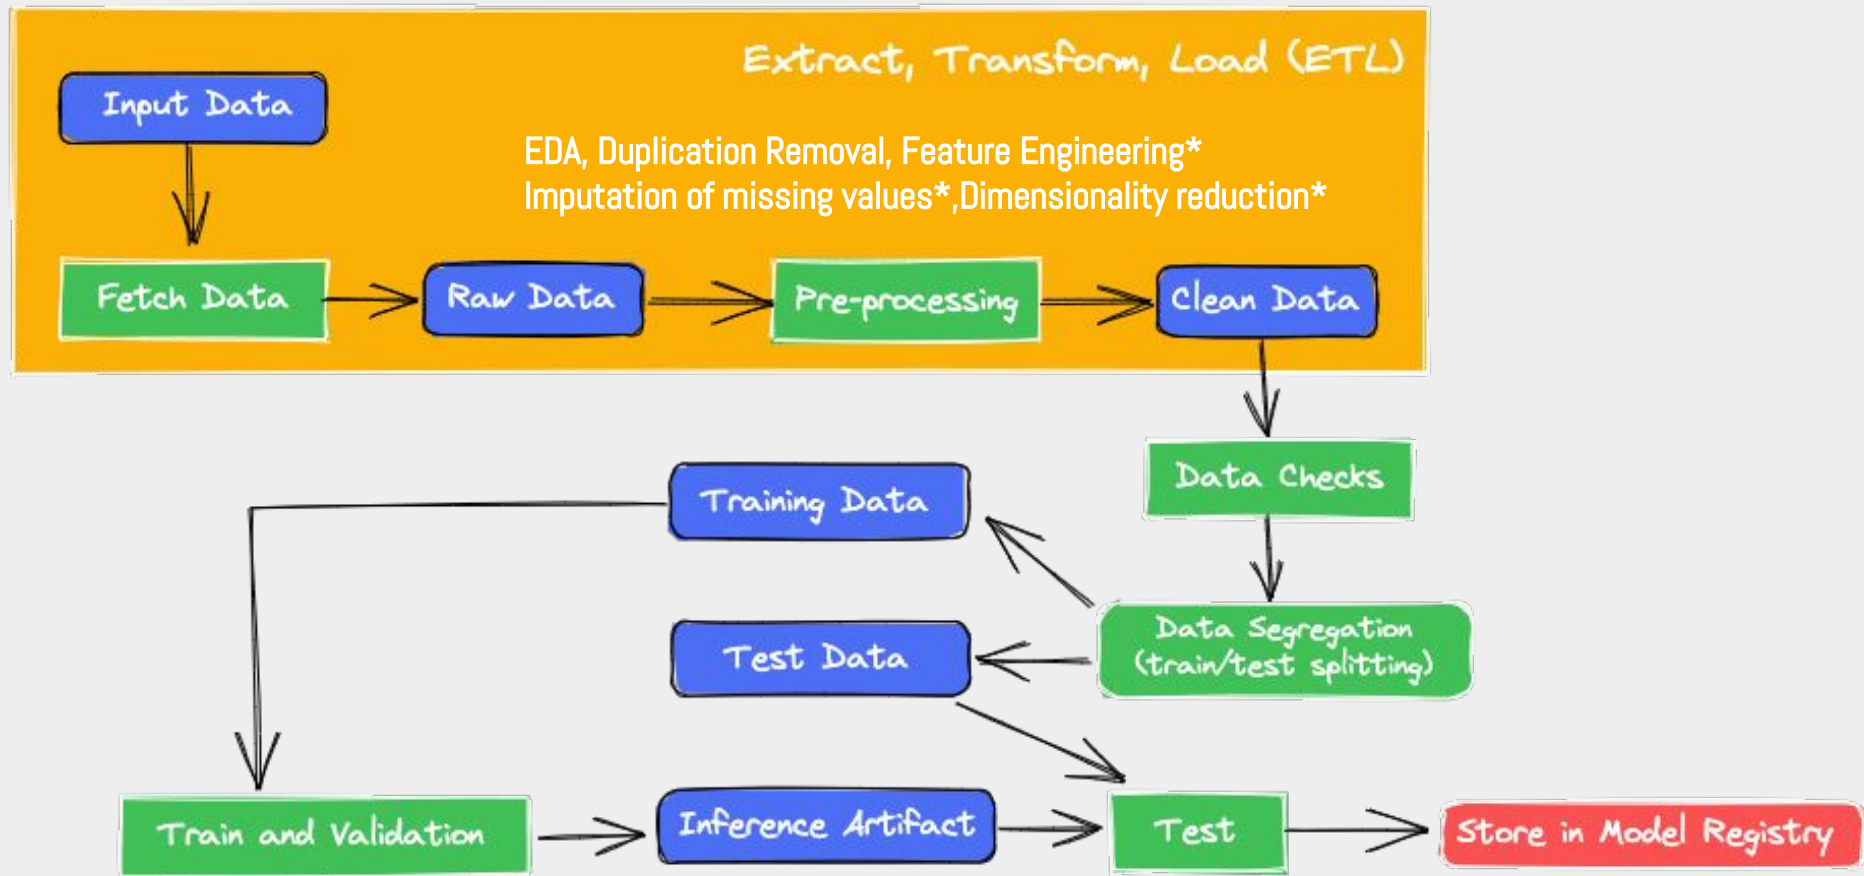 Extract, Transform, Load (ETL)
Input Data
EDA, Duplication Removal, Feature Engineering*
Imputation of missing values*,Dimensionality reduction*
Fetch Data
Raw Data
Pre-processing
Clean Data
Data Checks
Training Data
Data Segregation
(train/test splitting)
Test Data
Train and Validation
Inference Artifact
Test
Store in Model Registry